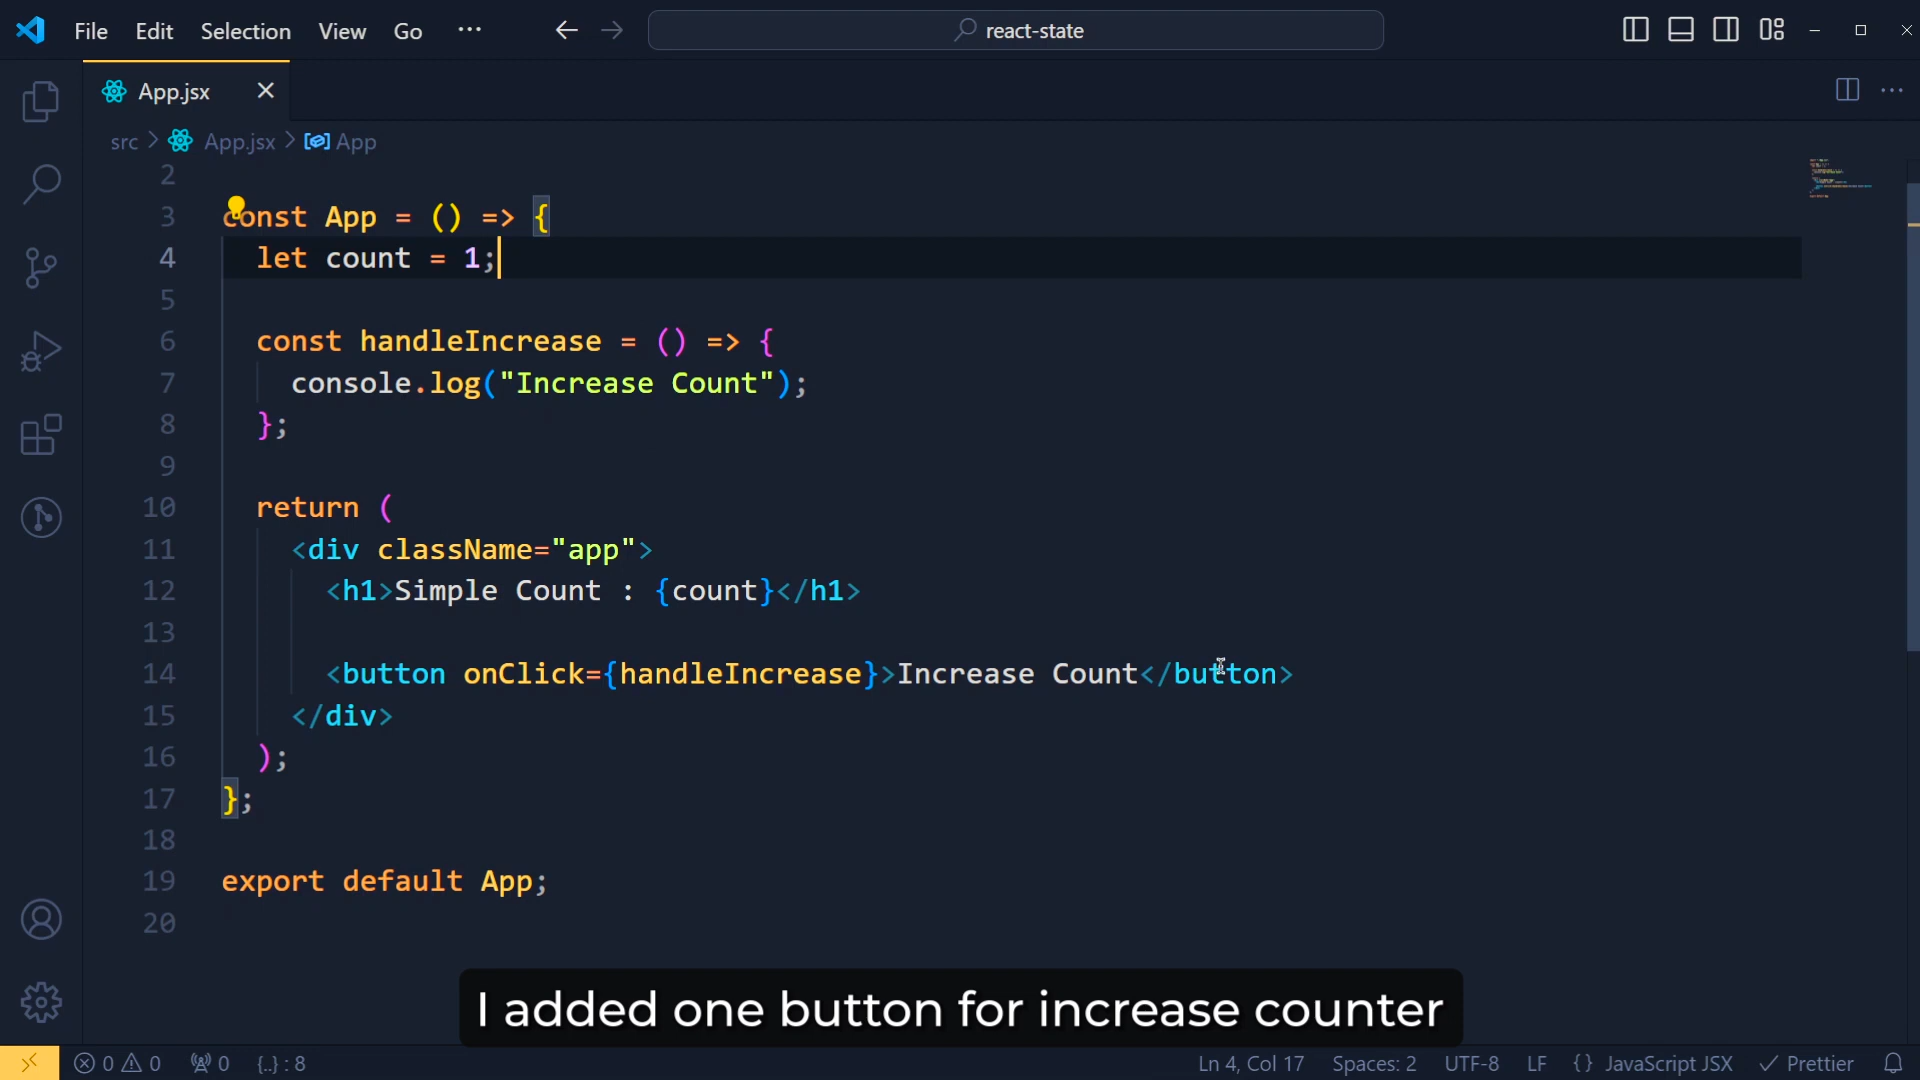 File Edit Selection View Go ··· react-state
App.jsx
src > App.jsx > App
2
3 const App = () => {
4 let count = 1;
5
6 const handleIncrease = () => {
7 console.log("Increase Count");
8 };
9
10 return (
11 <div className="app">
12 <h1>Simple Count : {count}</h1>
13
14 <button onClick={handleIncrease}>Increase Count</button>
15 </div>
16 );
17 };
18
19 export default App;
20
I added one button for increase counter
0 0 0 {..} : 8 Ln 4, Col 17 Spaces: 2 UTF-8 LF {} JavaScript JSX Prettier